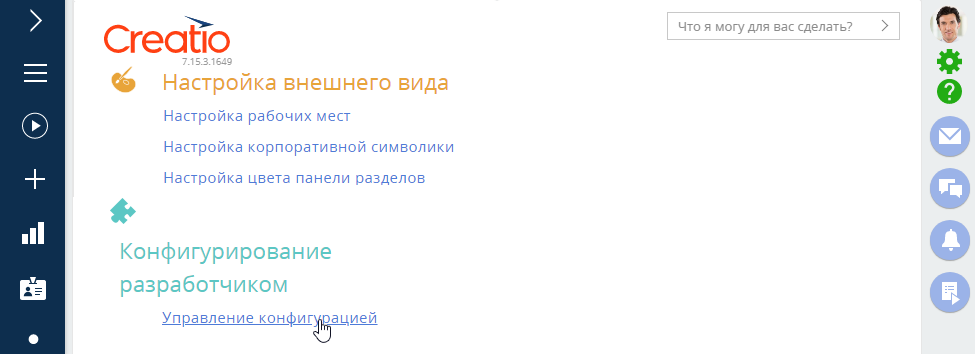 Creatio
Что я могу для вас сделать?
7.15.3.1649
Настройка внешнего вида
Настройка рабочих мест
Настройка корпоративной символики
Настройка цвета панели разделов
Конфигурирование
разработчиком
Управление конфигурацией